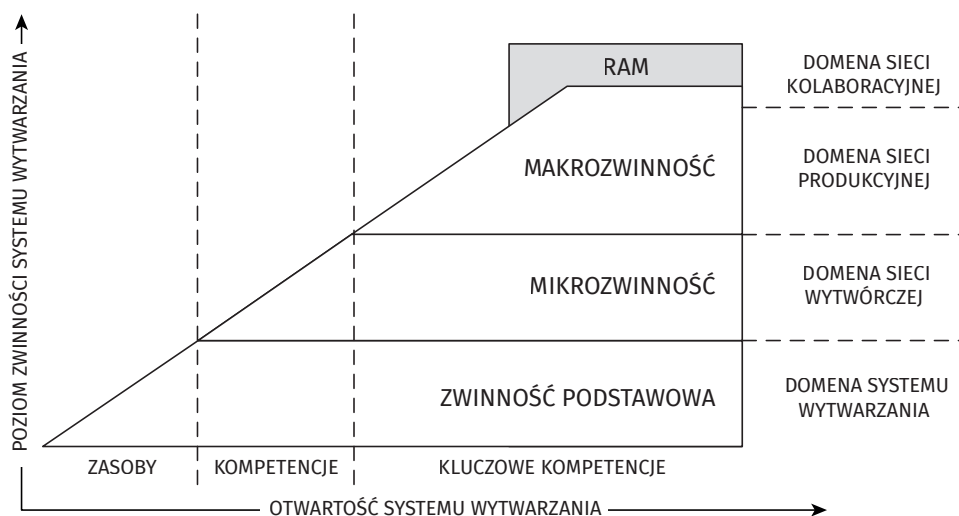 POZIOM ZWINNOŚCI SYSTEMU WYTWARZANIA
RAM
MAKROZWINNOŚĆ
MIKROZWINNOŚĆ
ZWINNOŚĆ PODSTAWOWA
DOMENA SIECI
KOLABORACYJNEJ
DOMENA SIECI
PRODUKCYJNEJ
DOMENA SIECI
WYTWÓRCZEJ
DOMENA SYSTEMU
WYTWARZANIA
ZASOBY
KOMPETENCJE
KLUCZOWE KOMPETENCJE
OTWARTOŚĆ SYSTEMU WYTWARZANIA